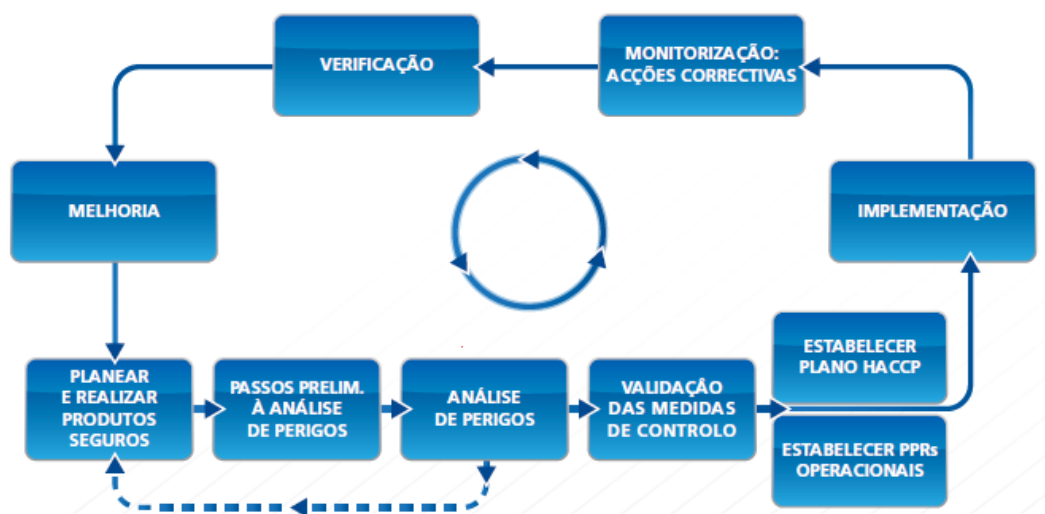 VERIFICAÇÃO
MONITORIZAÇÃO:
ACÇÕES CORRECTIVAS
MELHORIA
IMPLEMENTAÇÃO
PLANEAR
E REALIZAR
PRODUTOS
SEGUROS
PASSOS PRELIM.
À ANÁLISE
DE PERIGOS
ANÁLISE
DE PERIGOS
VALIDAÇÂO
DAS MEDIDAS
DE CONTROLO
ESTABELECER
PLANO HACCP
ESTABELECER PPRs
OPERACIONAIS